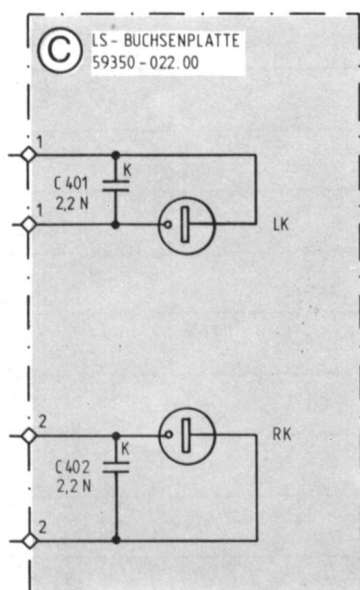 C
LS - BUCHSENPLATTE
59350 - 022.00
1
K
C 401
2,2 N
1
LK
2
RK
K
C 402
2,2 N
2